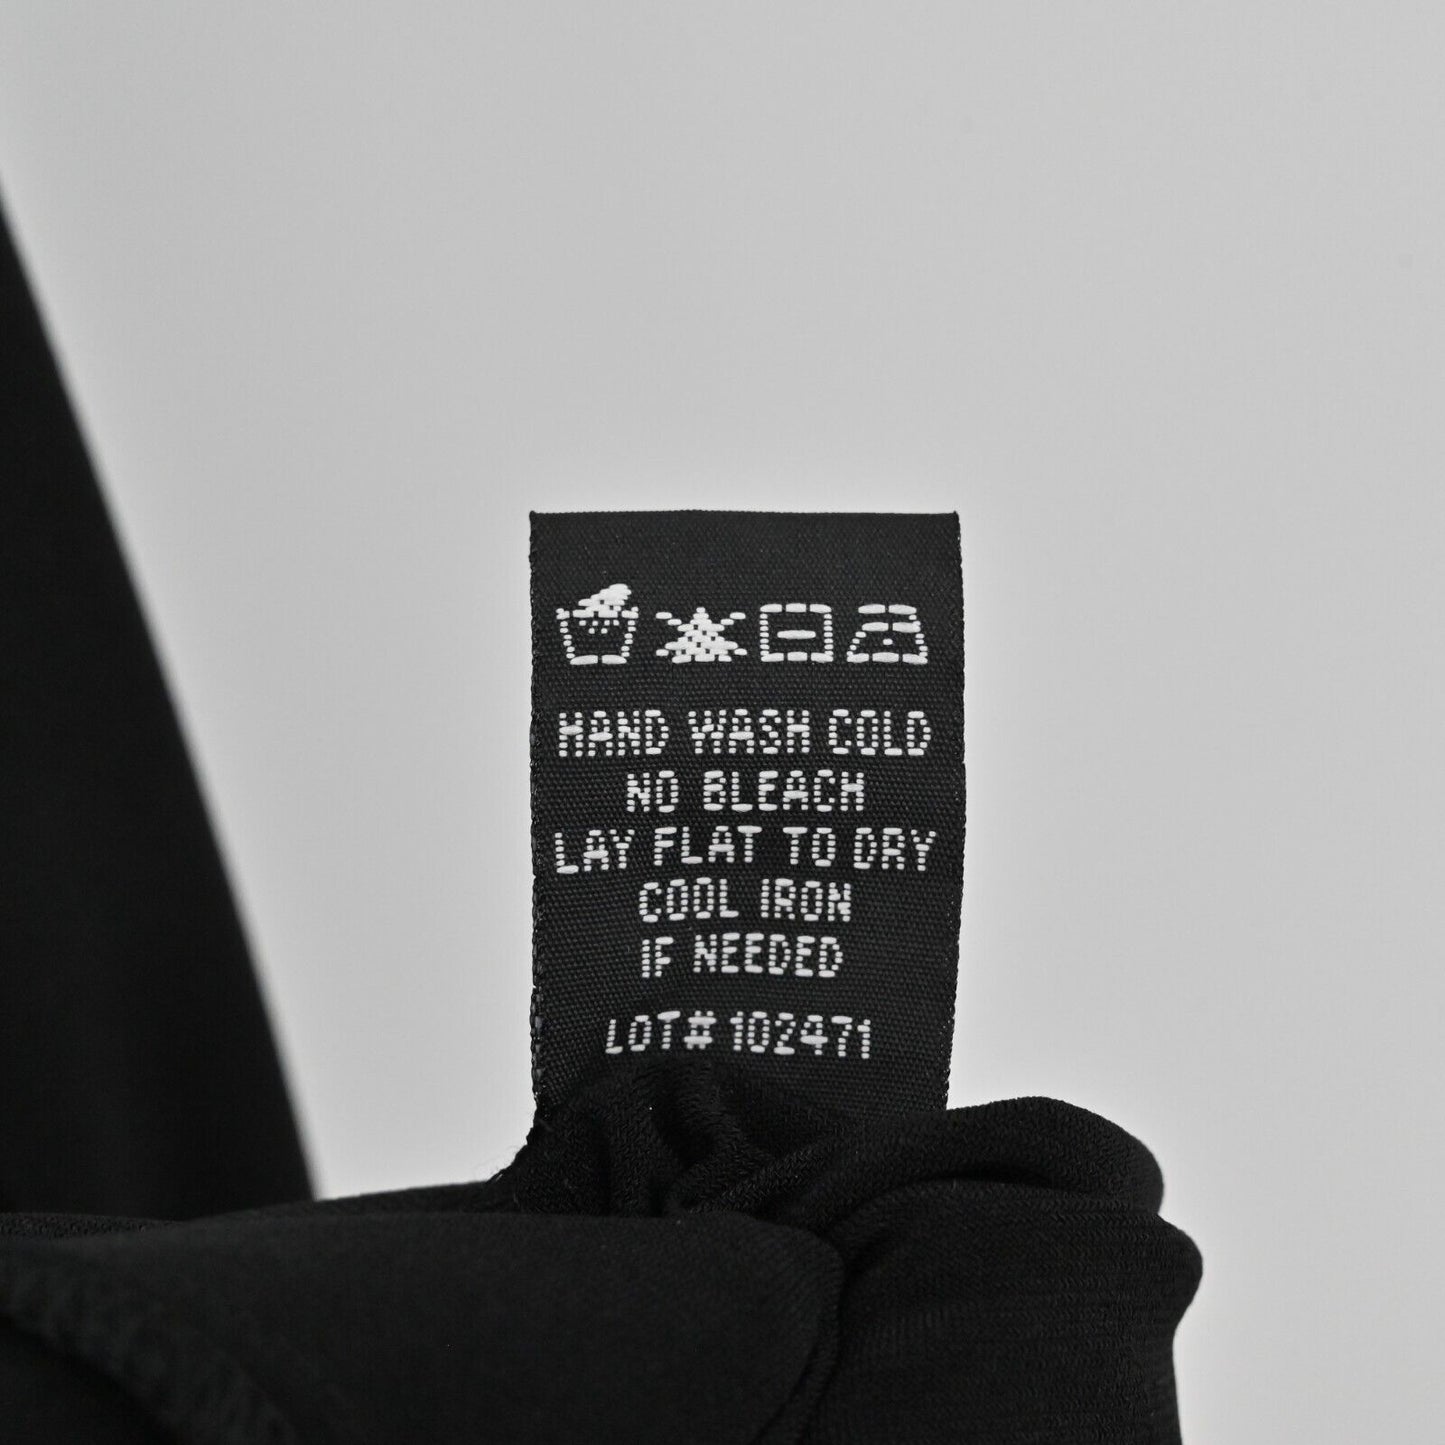 HAND WASH COLD
NO BLEACH
LAY FLAT TO DRY
COOL IRON
IF NEEDED
LOT# 102471